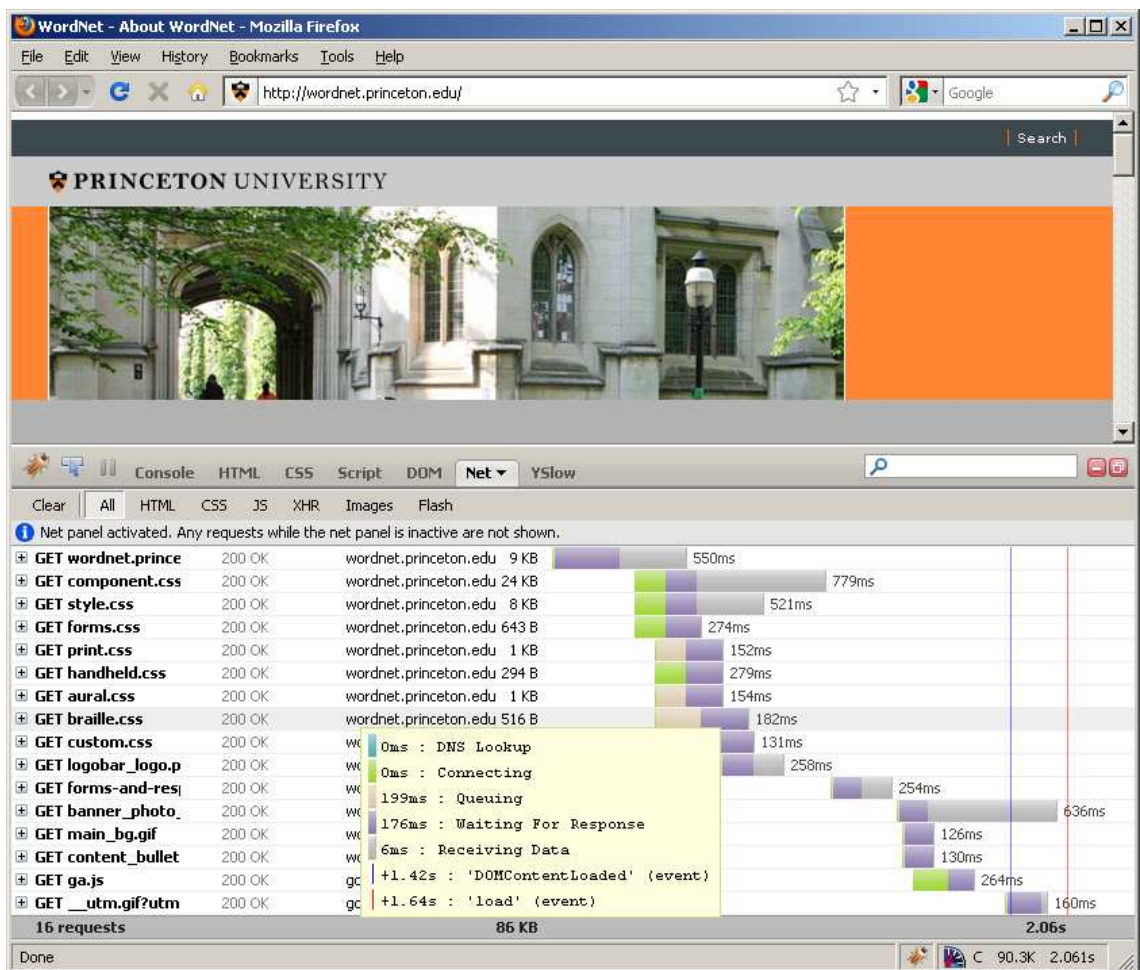 WordNet - About WordNet - Mozilla Firefox
File Edit View History Bookmarks Tools Help
http://wordnet.princeton.edu/ Google
| Search |
PRINCETON UNIVERSITY
Console HTML CSS Script DOM Net YSlow
Clear All HTML CSS JS XHR Images Flash
Net panel activated. Any requests while the net panel is inactive are not shown.
GET wordnet.prince 200 OK wordnet.princeton.edu 9 KB 550ms
GET component.css 200 OK wordnet.princeton.edu 24 KB 779ms
GET style.css 200 OK wordnet.princeton.edu 8 KB 521ms
GET forms.css 200 OK wordnet.princeton.edu 643 B 274ms
GET print.css 200 OK wordnet.princeton.edu 1 KB 152ms
GET handheld.css 200 OK wordnet.princeton.edu 294 B 279ms
GET aural.css 200 OK wordnet.princeton.edu 1 KB 154ms
GET braille.css 200 OK wordnet.princeton.edu 516 B 182ms
GET custom.css 200 OK 131ms
GET logobar_logo.p 200 OK 258ms
GET forms-and-res 200 OK 254ms
GET banner_photo_ 200 OK 636ms
GET main_bg.gif 200 OK 126ms
GET content_bullet 200 OK 130ms
GET ga.js 200 OK 264ms
GET __utm.gif?utm 200 OK 160ms
0ms : DNS Lookup
0ms : Connecting
199ms : Queuing
176ms : Waiting For Response
6ms : Receiving Data
+1.42s : 'DOMContentLoaded' (event)
+1.64s : 'load' (event)
16 requests 86 KB 2.06s
Done C 90.3K 2.061s